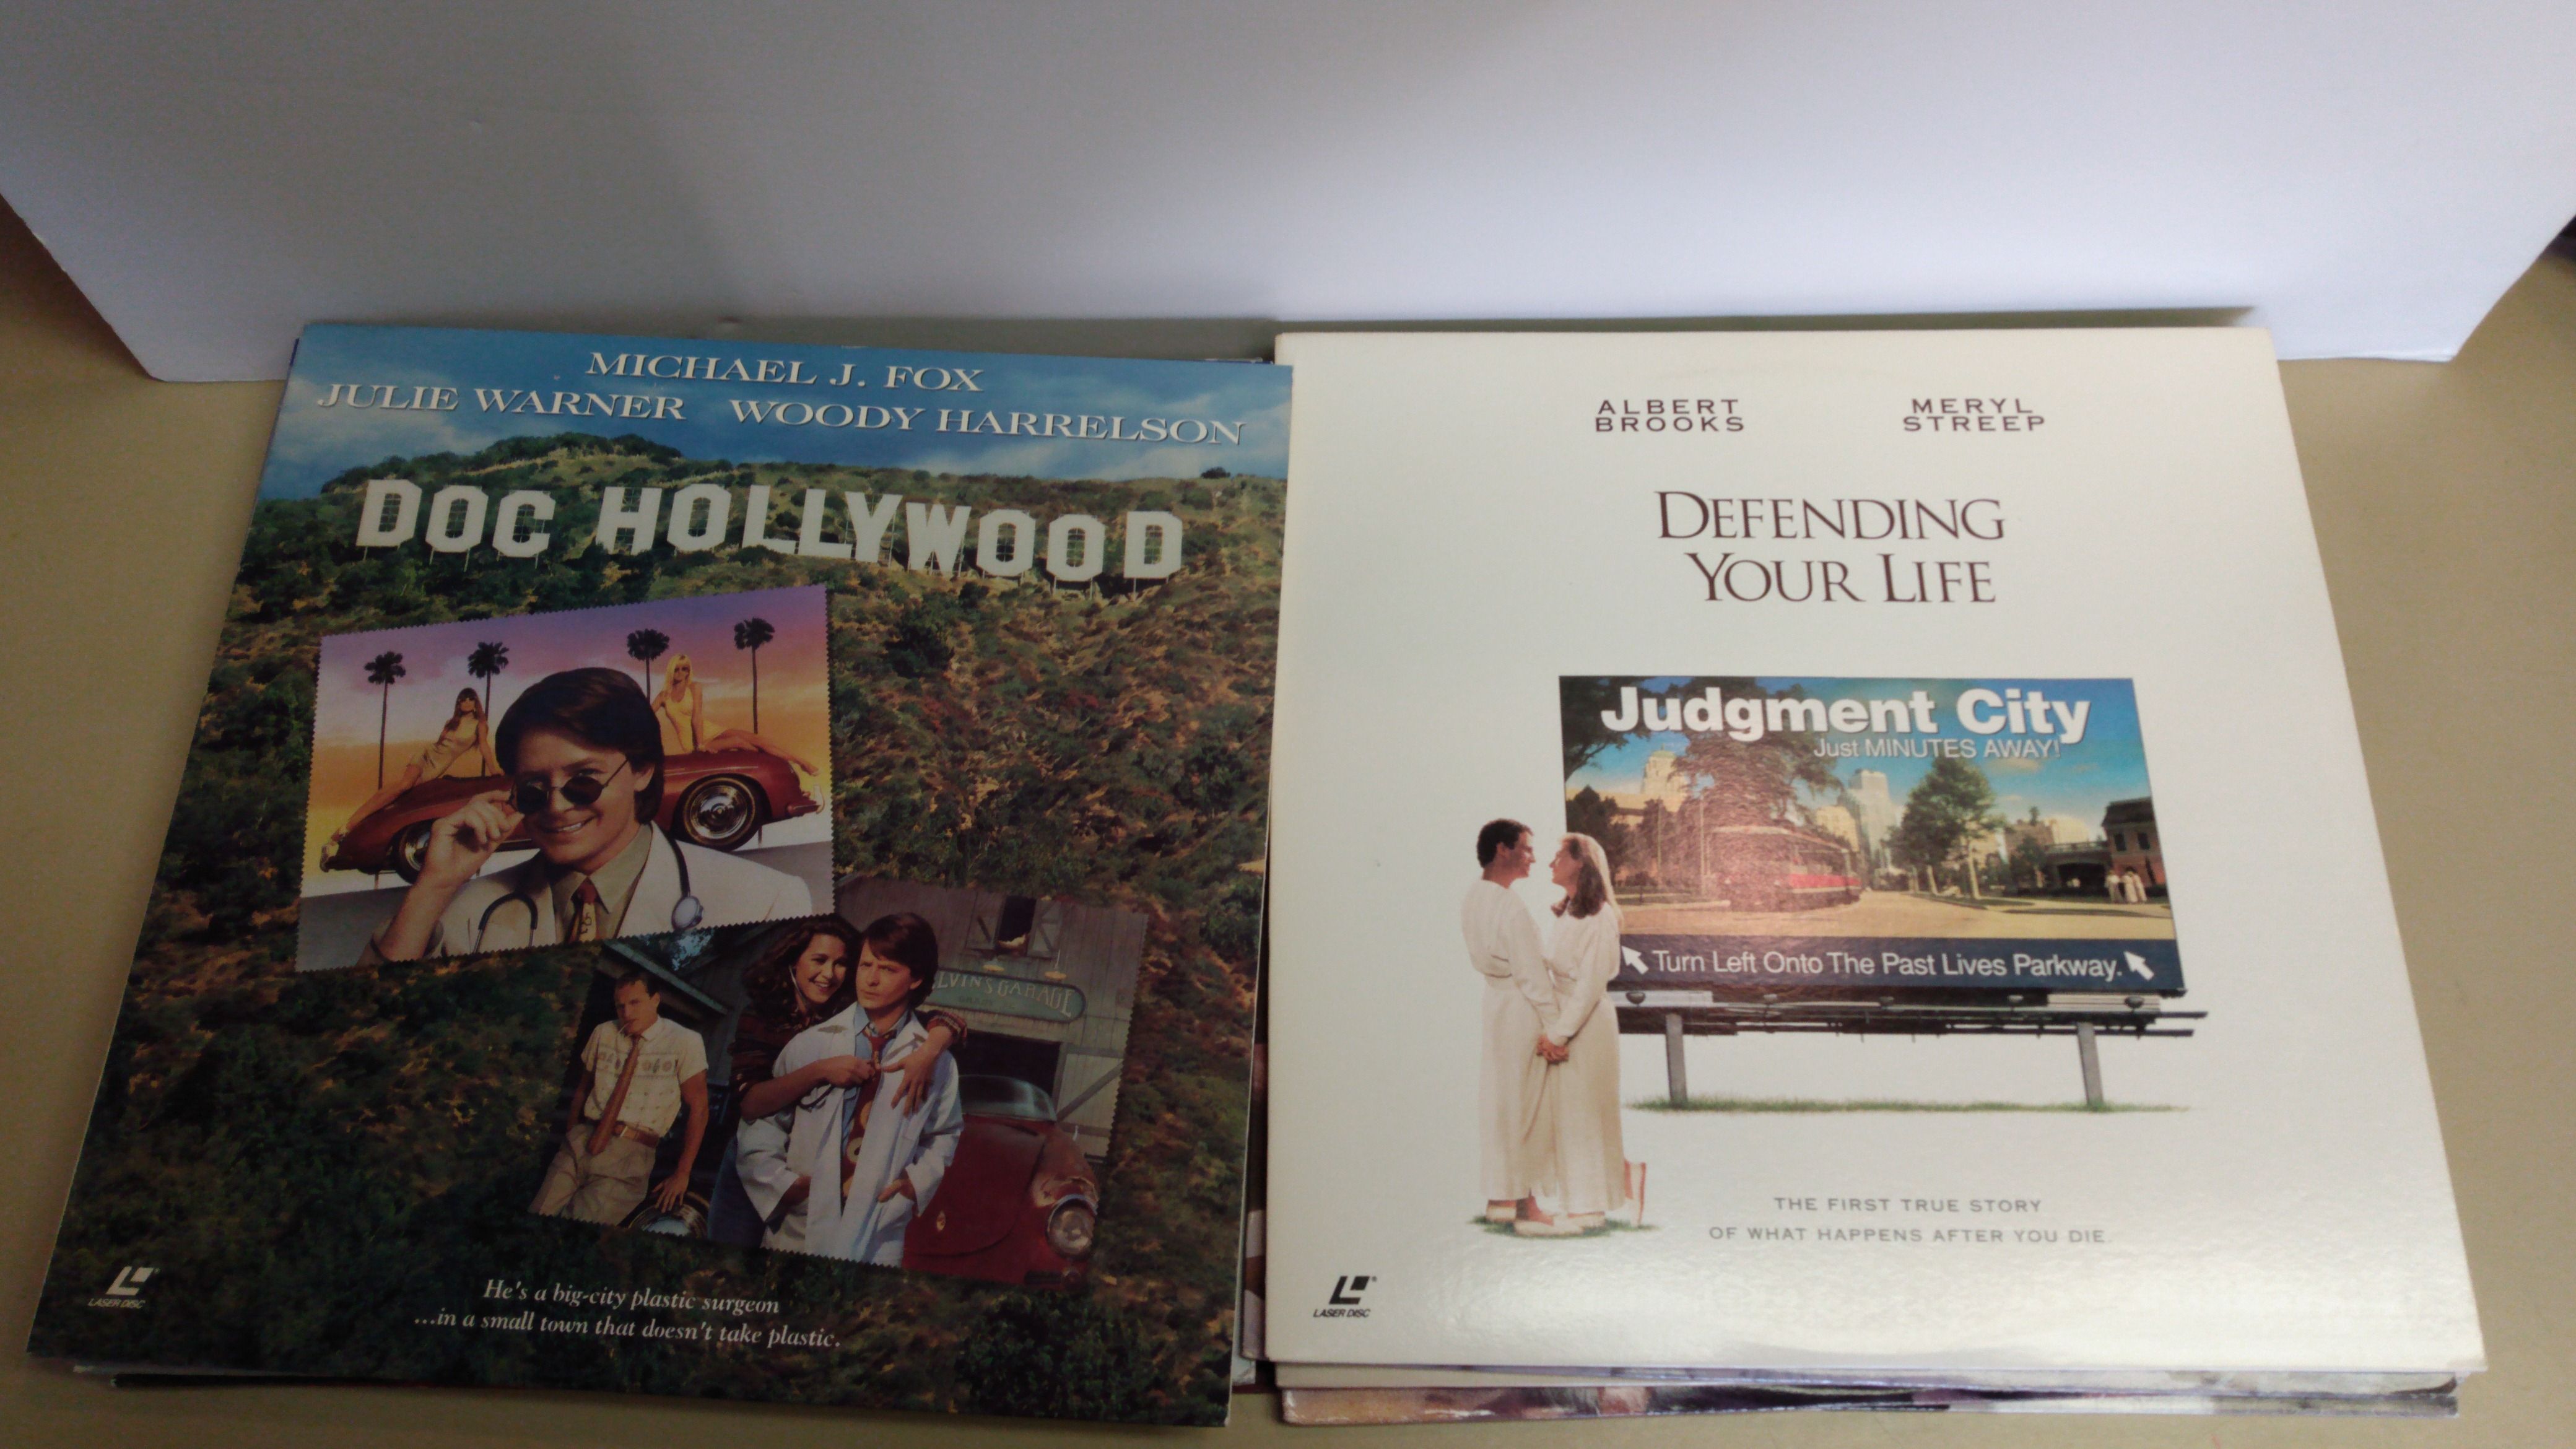 MICHAEL J. FOX
JULIE WARNER WOODY HARRELSON
DOC HOLLYWOOD
LVIN'S GARAGE
He's a big-city plastic surgeon
...in a small town that doesn't take plastic.
LASER DISC
ALBERT BROOKS
MERYL STREEP
DEFENDING
YOUR LIFE
Judgment City
Just MINUTES AWAY!
Turn Left Onto The Past Lives Parkway.
THE FIRST TRUE STORY
OF WHAT HAPPENS AFTER YOU DIE.
LASER DISC